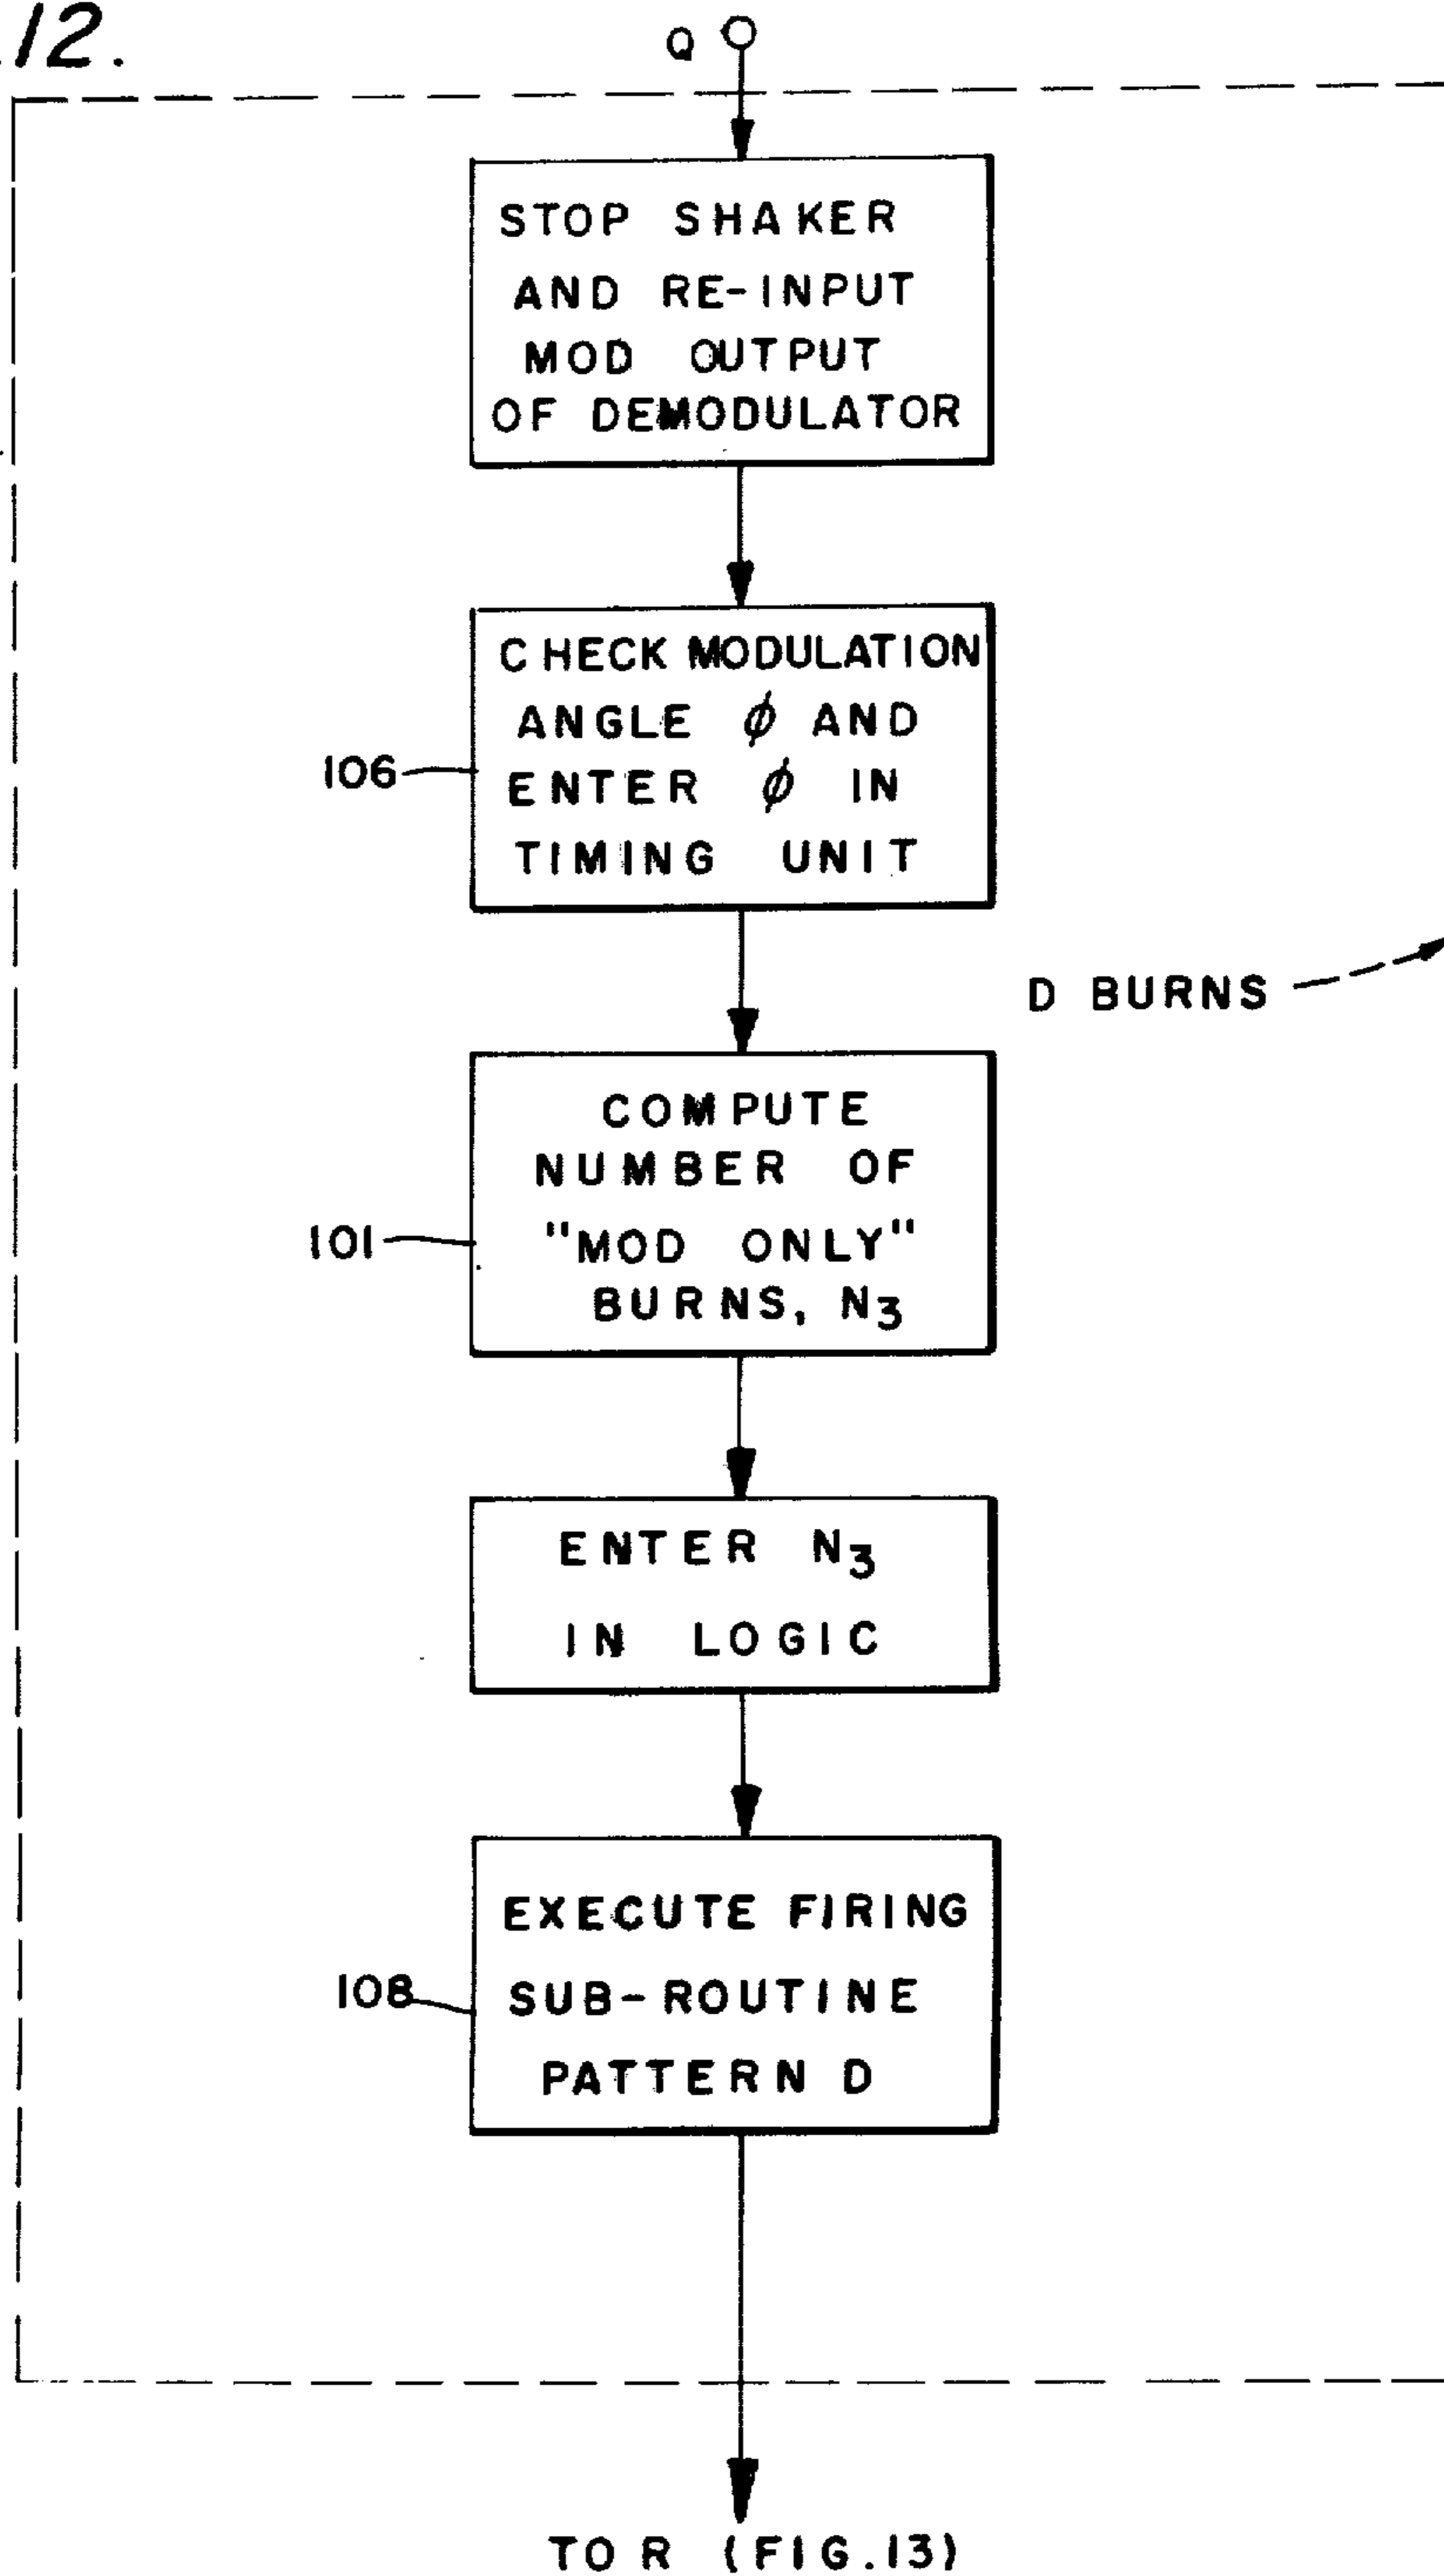 12.
Q
STOP SHAKER
AND RE-INPUT
MOD OUTPUT
OF DEMODULATOR
CHECK MODULATION
ANGLE ϕ AND
ENTER ϕ IN
TIMING UNIT
106
D BURNS
COMPUTE
NUMBER OF
"MOD ONLY"
BURNS, N3
101
ENTER N3
IN LOGIC
EXECUTE FIRING
SUB-ROUTINE
PATTERN D
108
TO R (FIG.13)